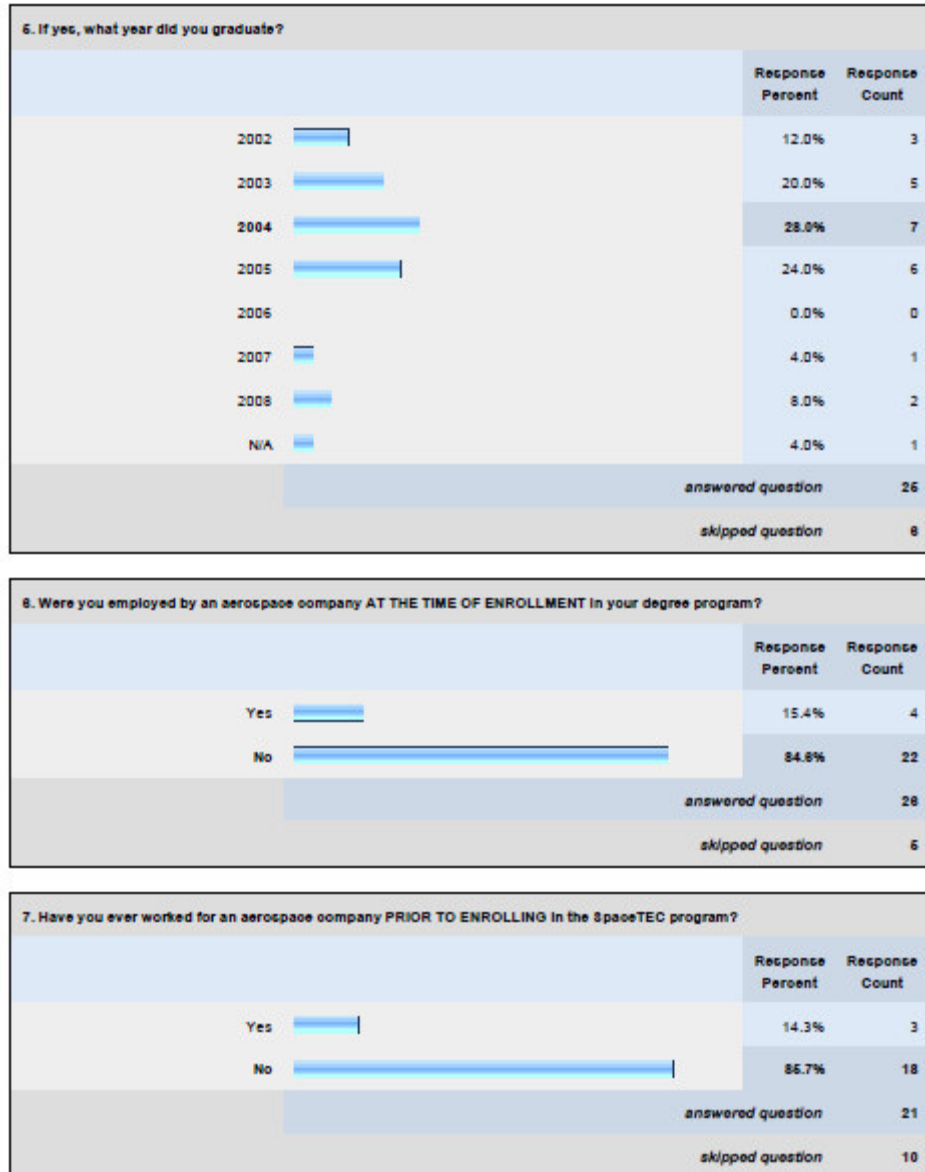 5. If yes, what year did you graduate?
Response Percent Response Count
2002 12.0% 3
2003 20.0% 5
2004 28.0% 7
2005 24.0% 6
2006 0.0% 0
2007 4.0% 1
2008 8.0% 2
N/A 4.0% 1
answered question 25
skipped question 6
6. Were you employed by an aerospace company AT THE TIME OF ENROLLMENT in your degree program?
Response Percent Response Count
Yes 15.4% 4
No 84.6% 22
answered question 26
skipped question 5
7. Have you ever worked for an aerospace company PRIOR TO ENROLLING in the SpaceTEC program?
Response Percent Response Count
Yes 14.3% 3
No 85.7% 18
answered question 21
skipped question 10